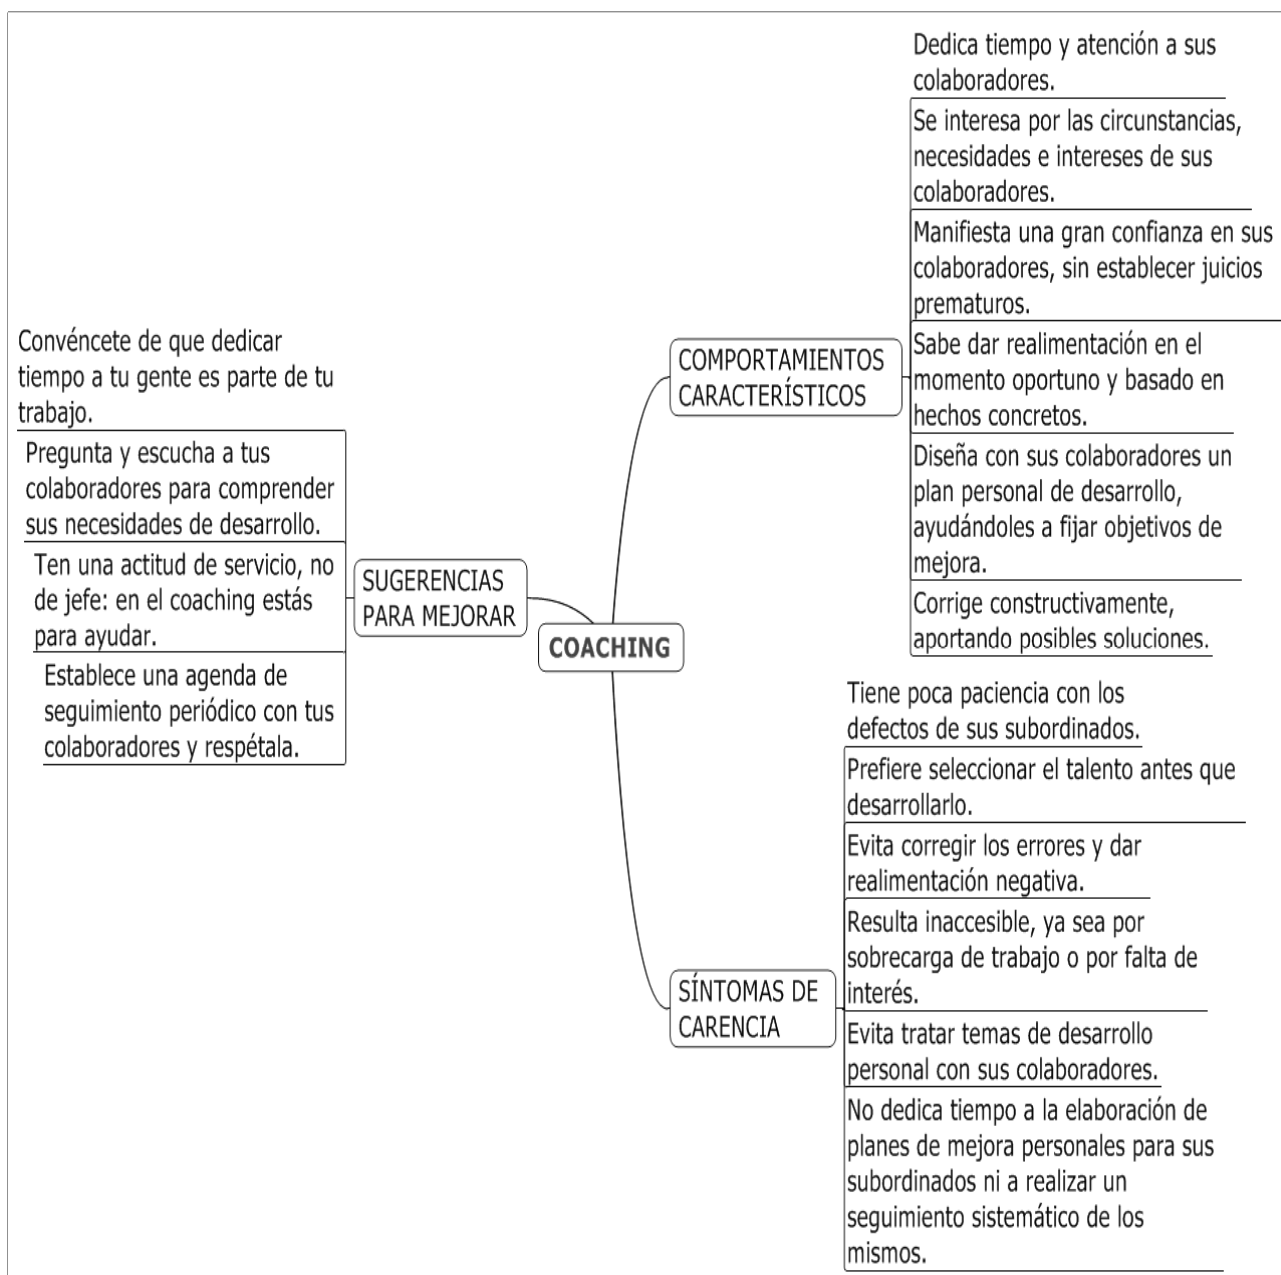 Dedica tiempo y atención a sus
colaboradores.
Se interesa por las circunstancias,
necesidades e intereses de sus
colaboradores.
Manifiesta una gran confianza en sus
colaboradores, sin establecer juicios
prematuros.
COMPORTAMIENTOS
CARACTERÍSTICOS
Sabe dar realimentación en el
momento oportuno y basado en
hechos concretos.
Diseña con sus colaboradores un
plan personal de desarrollo,
ayudándoles a fijar objetivos de
mejora.
Corrige constructivamente,
aportando posibles soluciones.
Convéncete de que dedicar
tiempo a tu gente es parte de tu
trabajo.
Pregunta y escucha a tus
colaboradores para comprender
sus necesidades de desarrollo.
Ten una actitud de servicio, no
de jefe: en el coaching estás
para ayudar.
Establece una agenda de
seguimiento periódico con tus
colaboradores y respétala.
SUGERENCIAS
PARA MEJORAR
COACHING
Tiene poca paciencia con los
defectos de sus subordinados.
Prefiere seleccionar el talento antes que
desarrollarlo.
Evita corregir los errores y dar
realimentación negativa.
Resulta inaccesible, ya sea por
sobrecarga de trabajo o por falta de
interés.
SÍNTOMAS DE
CARENCIA
Evita tratar temas de desarrollo
personal con sus colaboradores.
No dedica tiempo a la elaboración de
planes de mejora personales para sus
subordinados ni a realizar un
seguimiento sistemático de los
mismos.